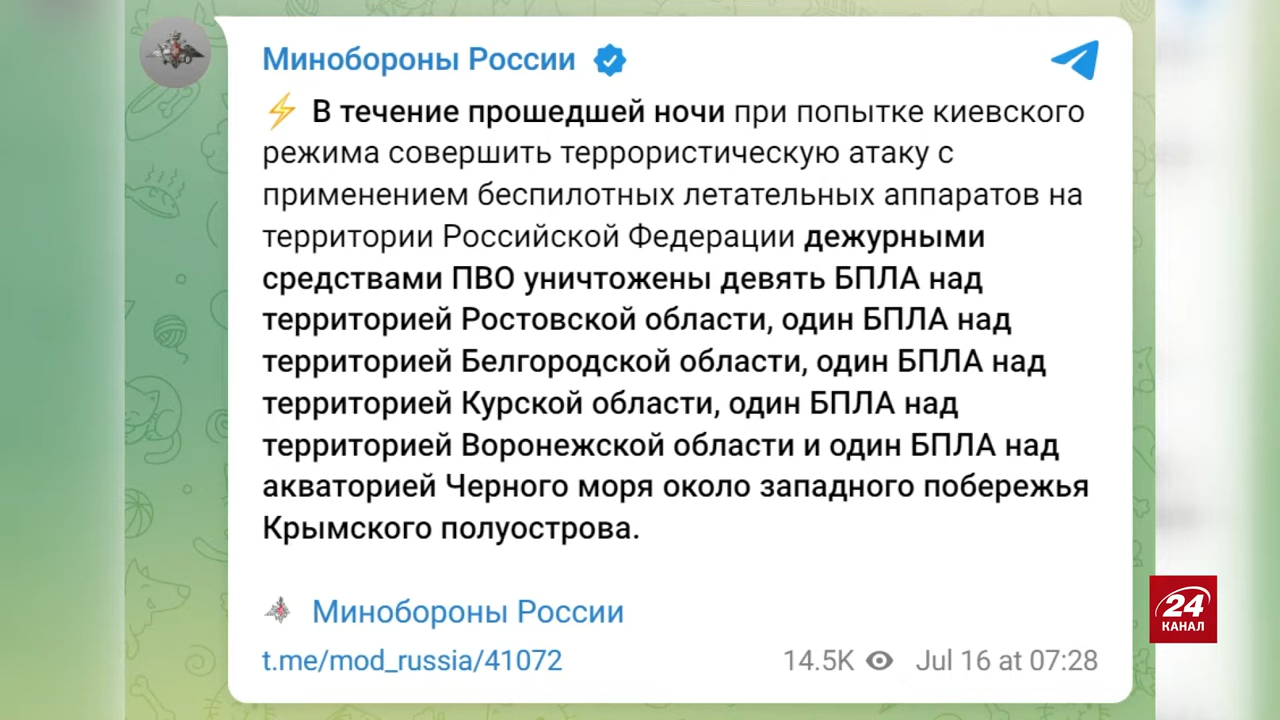 Минобороны России
⚡ В течение прошедшей ночи при попытке киевского
режима совершить террористическую атаку с
применением беспилотных летательных аппаратов на
территории Российской Федерации дежурными
средствами ПВО уничтожены девять БПЛА над
территорией Ростовской области, один БПЛА над
территорией Белгородской области, один БПЛА над
территорией Курской области, один БПЛА над
территорией Воронежской области и один БПЛА над
акваторией Черного моря около западного побережья
Крымского полуострова.
Минобороны России
t.me/mod_russia/41072 14.5K Jul 16 at 07:28
24
КАНАЛ